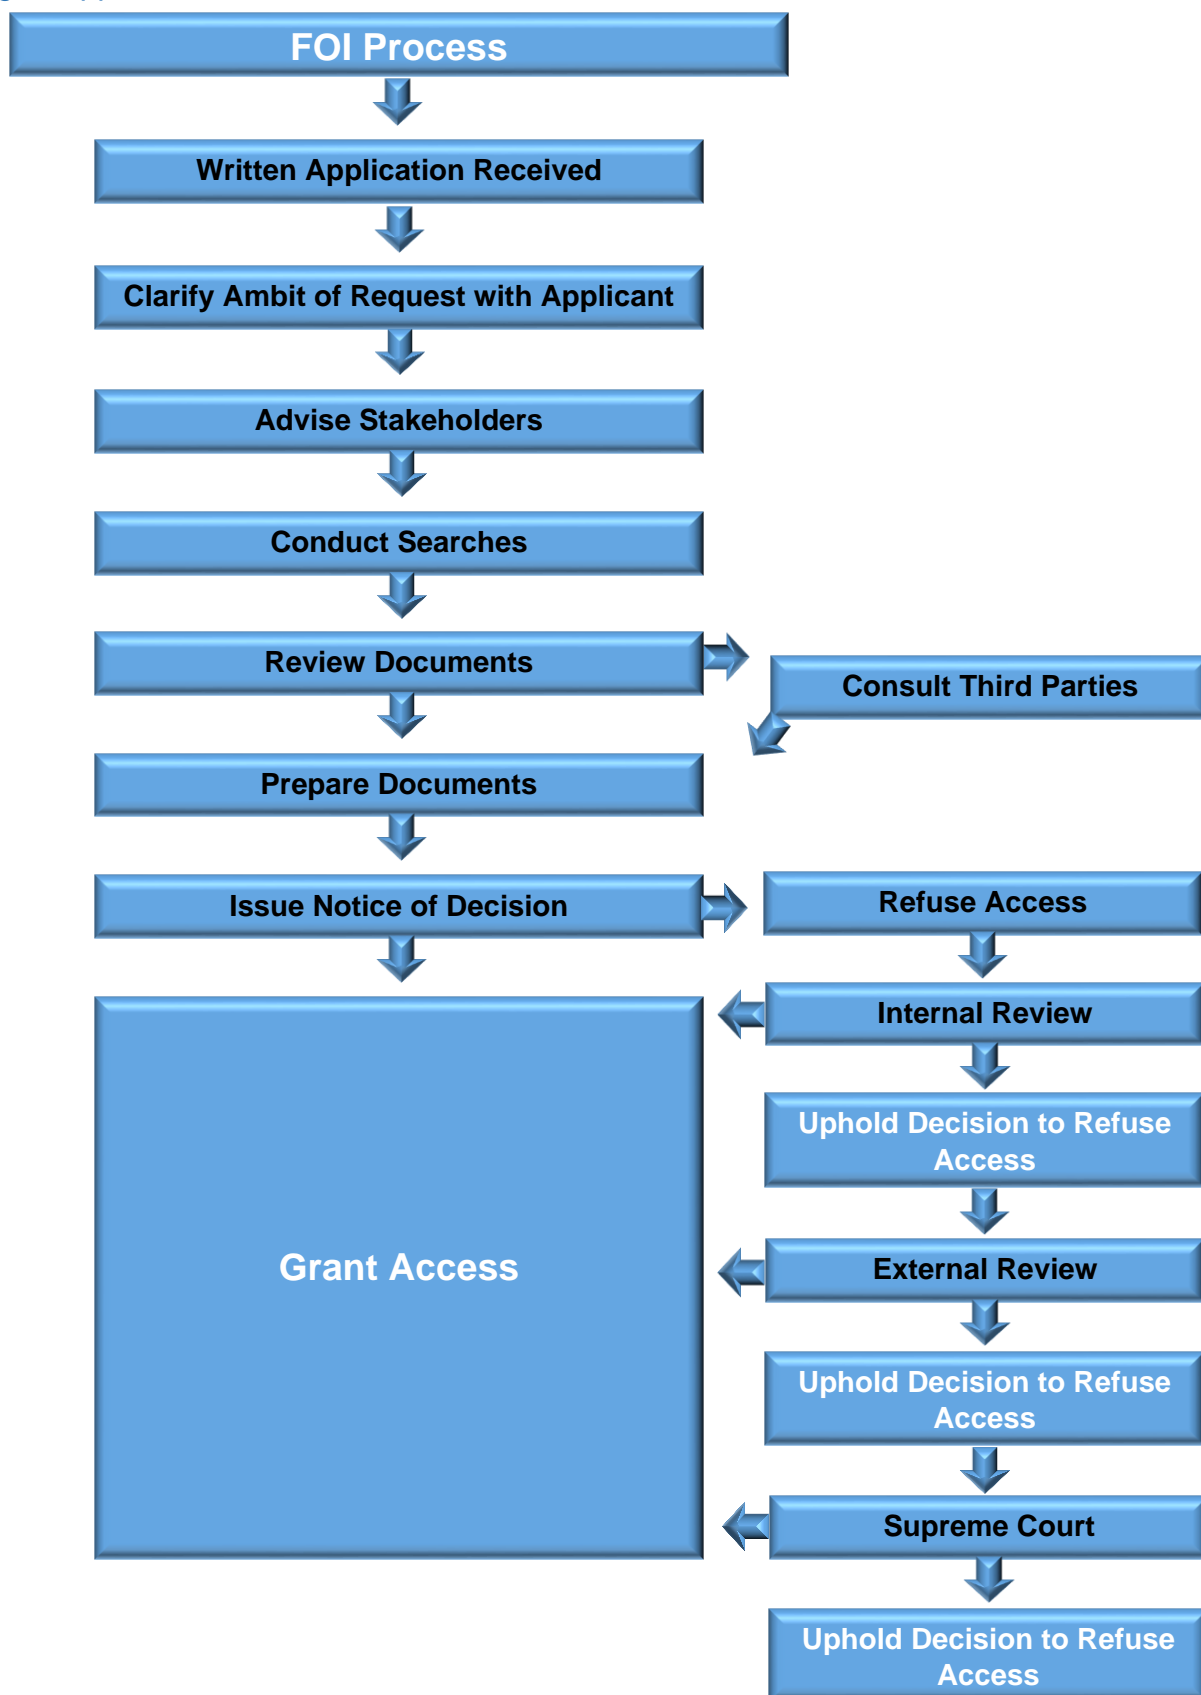 FOI Process
Written Application Received
Clarify Ambit of Request with Applicant
Advise Stakeholders
Conduct Searches
Review Documents
Consult Third Parties
Prepare Documents
Issue Notice of Decision
Refuse Access
Internal Review
Uphold Decision to Refuse
Access
Grant Access
External Review
Uphold Decision to Refuse
Access
Supreme Court
Uphold Decision to Refuse
Access